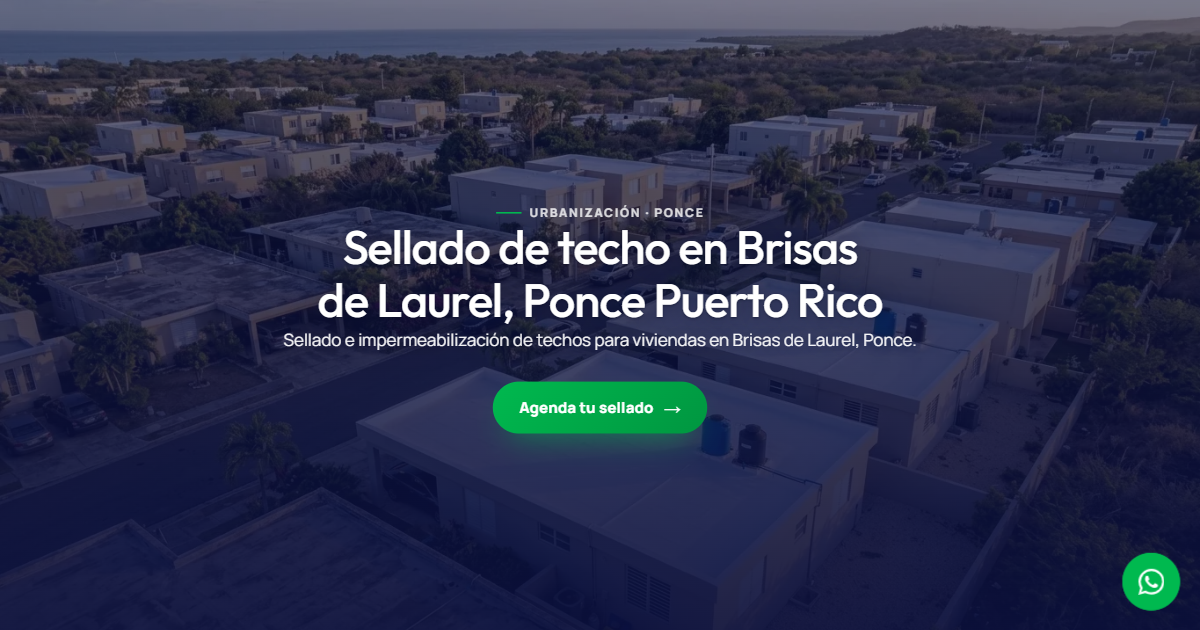 URBANIZACIÓN · PONCE
Sellado de techo en Brisas
de Laurel, Ponce Puerto Rico
Sellado e impermeabilización de techos para viviendas en Brisas de Laurel, Ponce.
Agenda tu sellado →